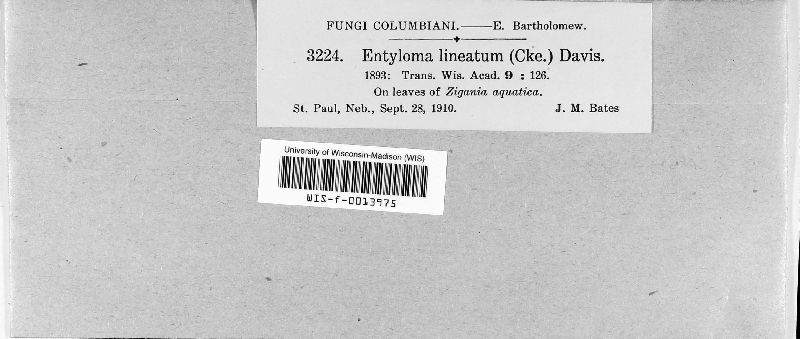 FUNGI COLUMBIANI.——E. Bartholomew.
3224. Entyloma lineatum (Cke.) Davis.
1893: Trans. Wis. Acad. 9 : 126.
On leaves of Zigania aquatica.
St. Paul, Neb., Sept. 28, 1910. J. M. Bates
University of Wisconsin-Madison (WIS)
WIS-f-0013975